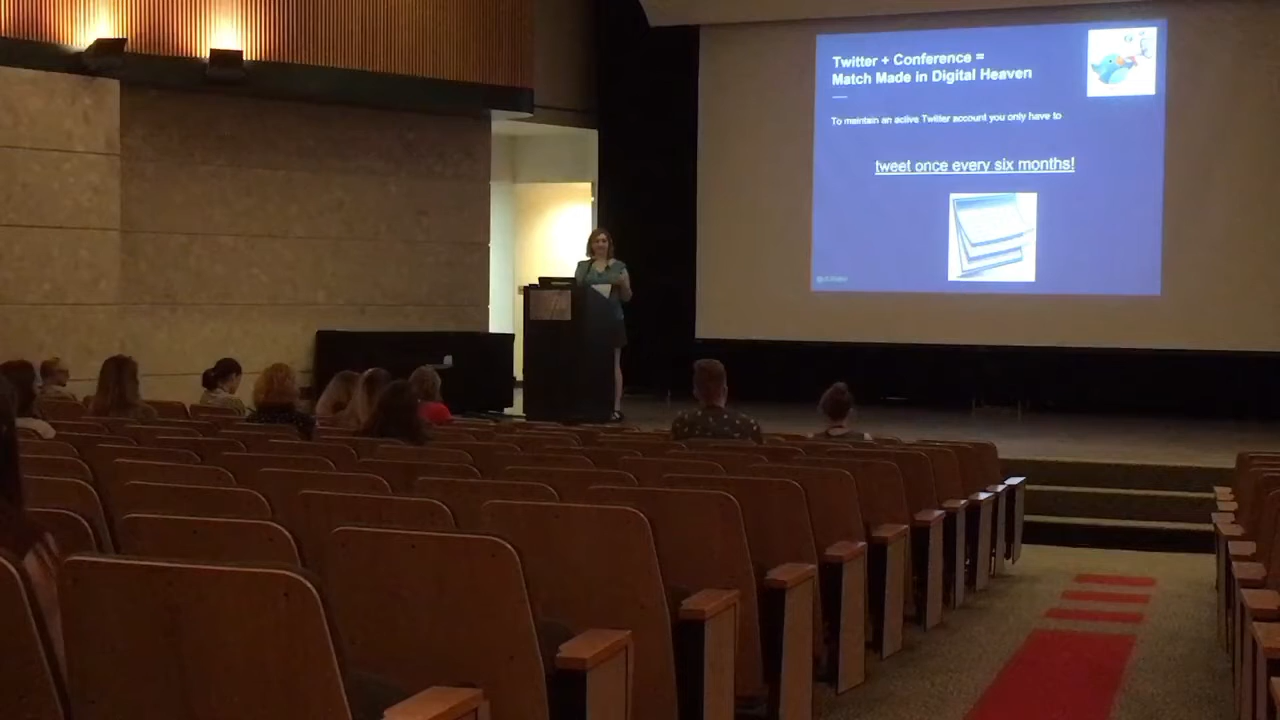 Twitter + Conference =
Match Made in Digital Heaven
To maintain an active Twitter account you only have to
tweet once every six months!